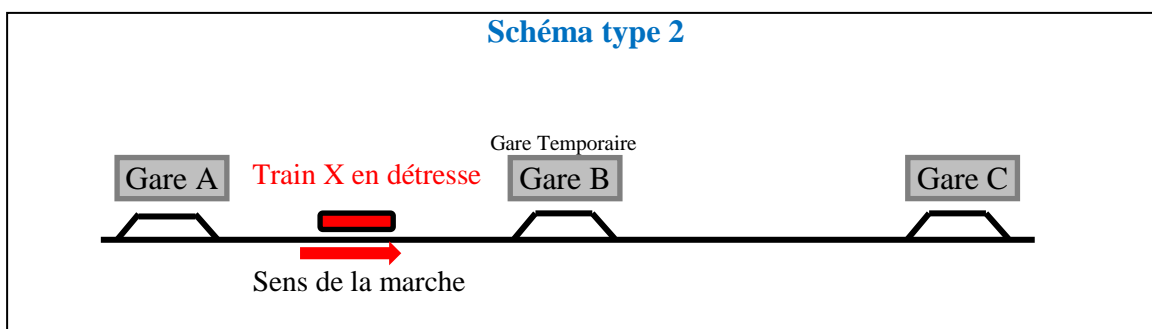 Schéma type 2
Gare Temporaire
Gare A
Train X en détresse
Gare B
Gare C
Sens de la marche